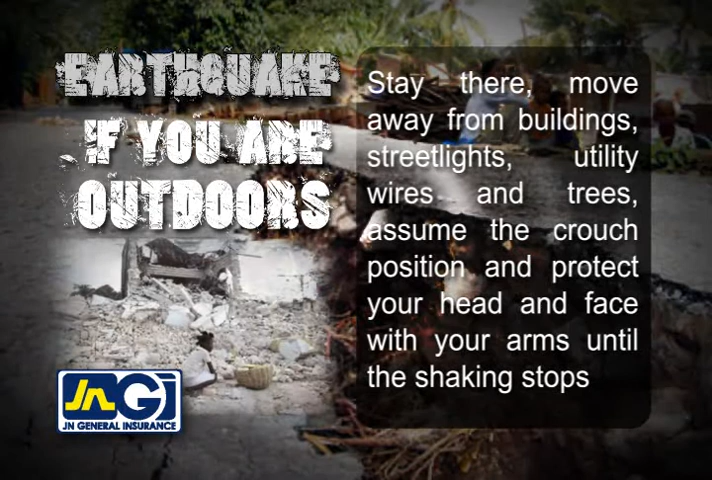 EARTHQUAKE
IF YOU ARE
OUTDOORS
Stay there, move
away from buildings,
streetlights, utility
wires and trees,
assume the crouch
position and protect
your head and face
with your arms until
the shaking stops
JnGi
JN GENERAL INSURANCE